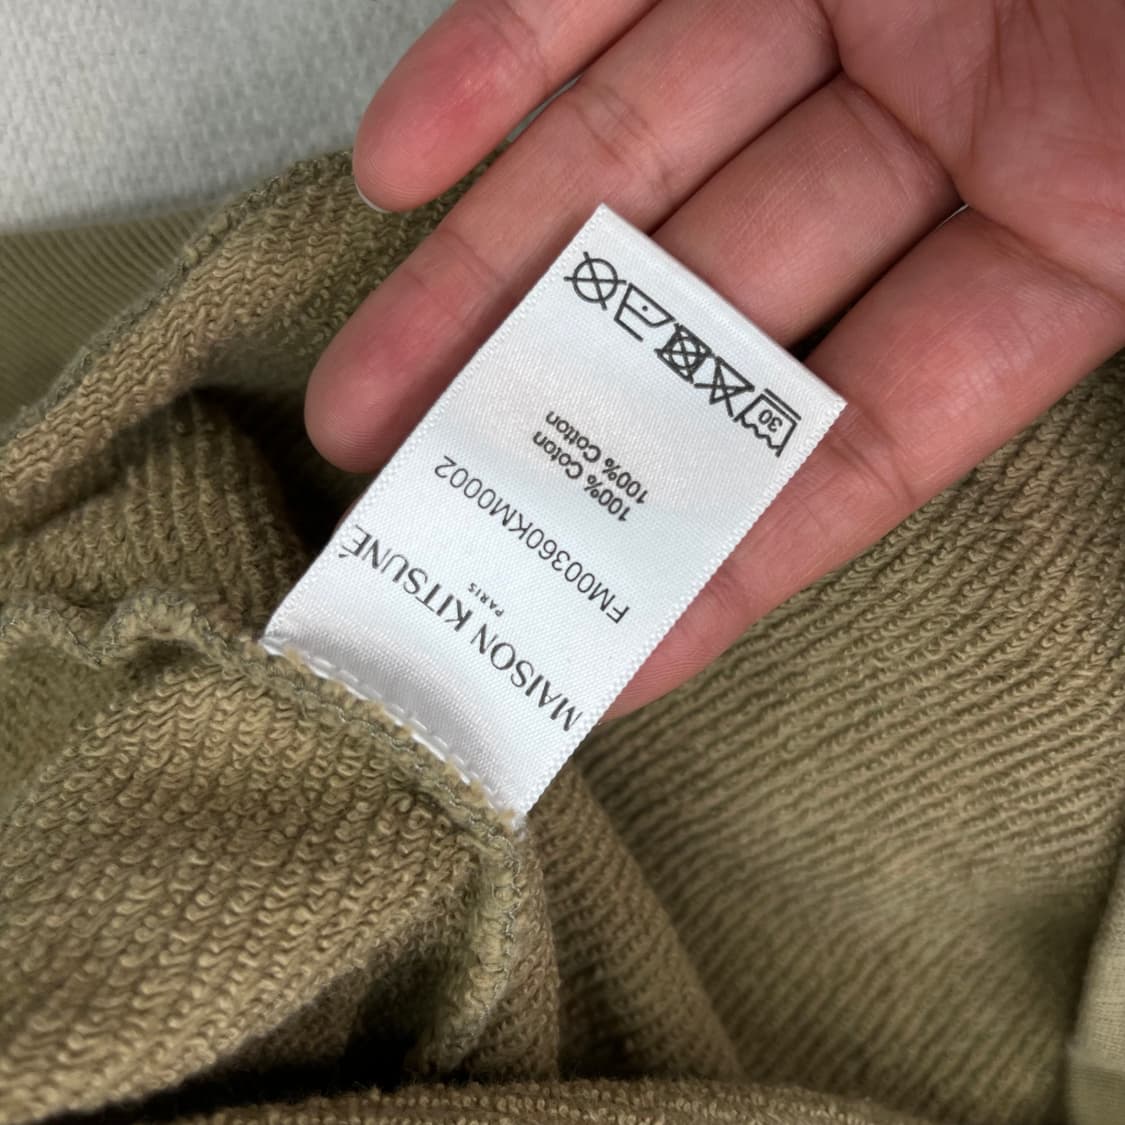 MAISON KITSUNÉ
PARIS
FM00360KM0002
100% Coton
100% Cotton
30